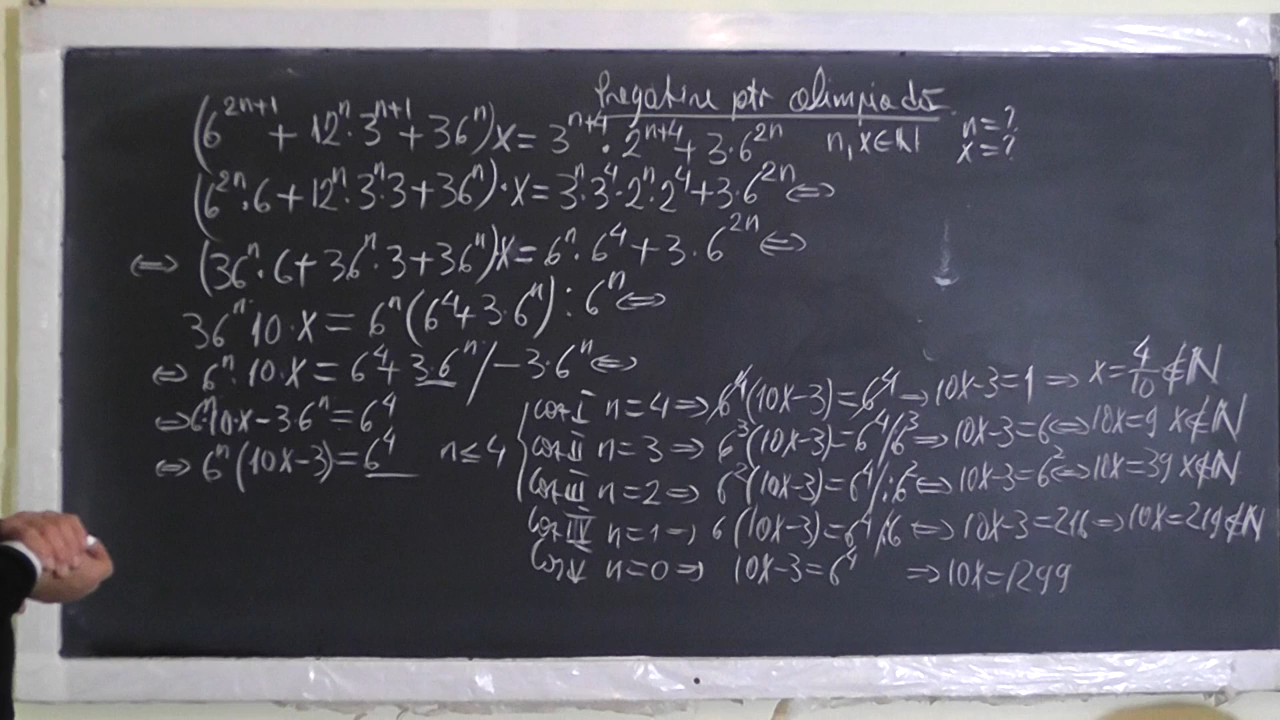 Pregătire ptr olimpiadă
(6^{2n+1} + 12^n · 3^{n+1} + 36^n)x = 3^{n+4} · 2^{n+4} + 3·6^{2n} n, x ∈ ℕ n = ? x = ?
(6^{2n}·6 + 12^n·3^n·3 + 36^n)·x = 3^n·3^4·2^n·2^4 + 3·6^{2n} ⇔
⇔ (36^n·6 + 36^n·3 + 36^n)x = 6^n·6^4 + 3·6^{2n} ⇔
36^n·10·x = 6^n(6^4 + 3·6^n) : 6^n ⇔
⇔ 6^n·10·x = 6^4 + 3·6^n / −3·6^n ⇔
⇔ 6^n·10·x − 3·6^n = 6^4
⇔ 6^n(10x−3) = 6^4 n ≤ 4
Caz I n = 4 ⇒ 6^4(10x−3) = 6^4 ⇒ 10x−3 = 1 ⇒ x = 4/10 ∉ ℕ
Caz II n = 3 ⇒ 6^3(10x−3) = 6^4 / 6^3 ⇒ 10x−3 = 6 ⇔ 10x = 9 x∉ℕ
Caz III n = 2 ⇒ 6^2(10x−3) = 6^4 /:6^2 ⇔ 10x−3 = 6^2 ⇔ 10x = 39 x∉ℕ
Caz IV n = 1 ⇒ 6(10x−3) = 6^4 /:6 ⇔ 10x−3 = 216 ⇒ 10x = 219 ∉ ℕ
Caz V n = 0 ⇒ 10x−3 = 6^4 ⇒ 10x = 1299